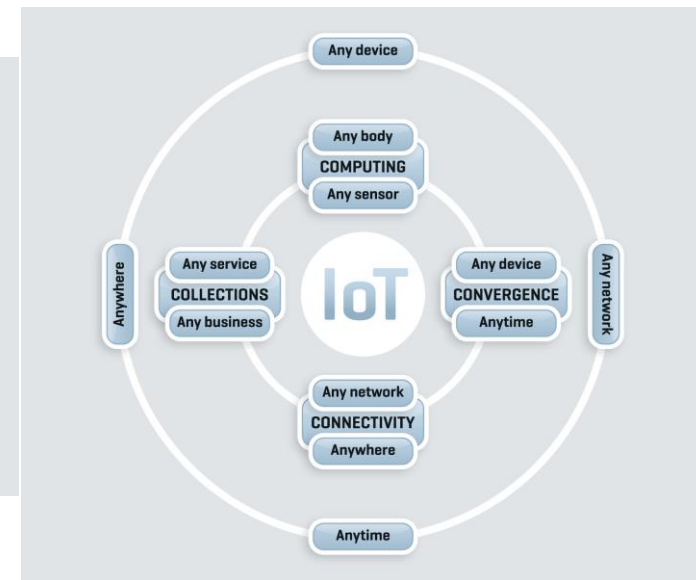 Any device
Any body
COMPUTING
Any sensor
Anywhere
Any service
COLLECTIONS
Any business
IoT
Any device
CONVERGENCE
Anytime
Any network
Any network
CONNECTIVITY
Anywhere
Anytime